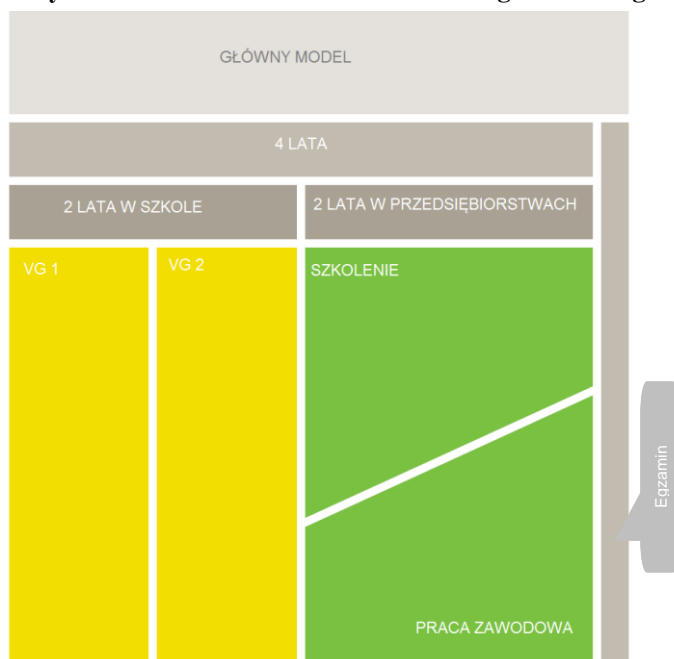 GŁÓWNY MODEL
4 LATA
2 LATA W SZKOLE
2 LATA W PRZEDSIĘBIORSTWACH
VG 1
VG 2
SZKOLENIE
Egzamin
PRACA ZAWODOWA